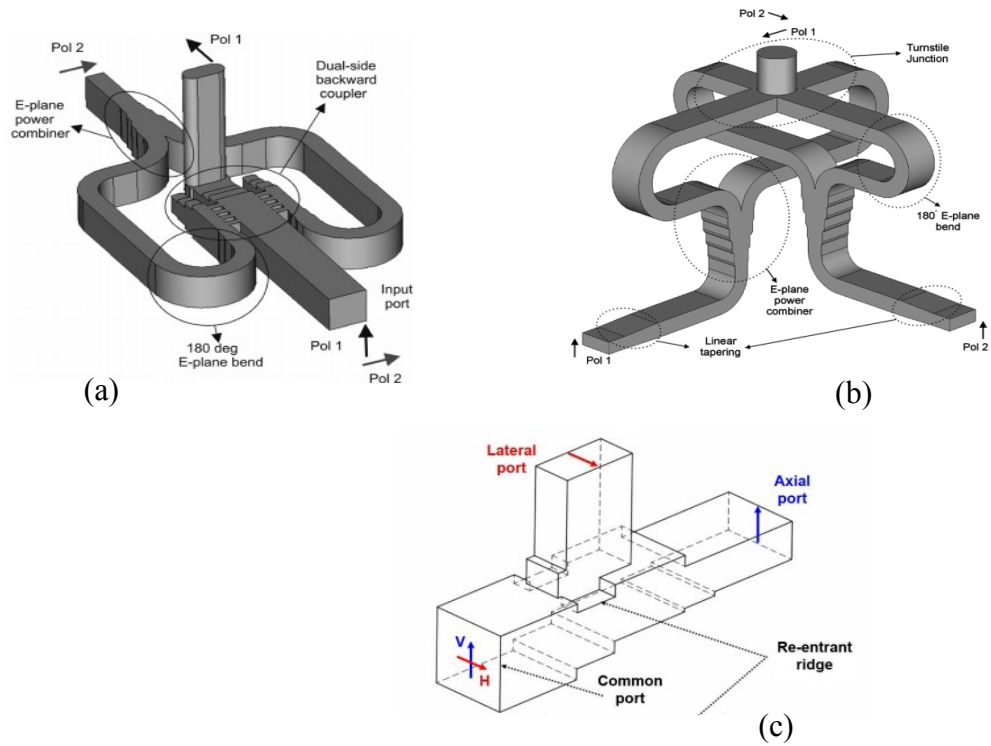 Pol 2
Pol 1
E-plane
power
combiner
Dual-side
backward
coupler
Input
port
Pol 1
Pol 2
180 deg
E-plane bend
(a)
Pol 2
Pol 1
Turnstile
Junction
180° E-plane
bend
E-plane
power
combiner
Linear
tapering
Pol 1
Pol 2
(b)
Lateral
port
Axial
port
V
H
Common
port
Re-entrant
ridge
(c)